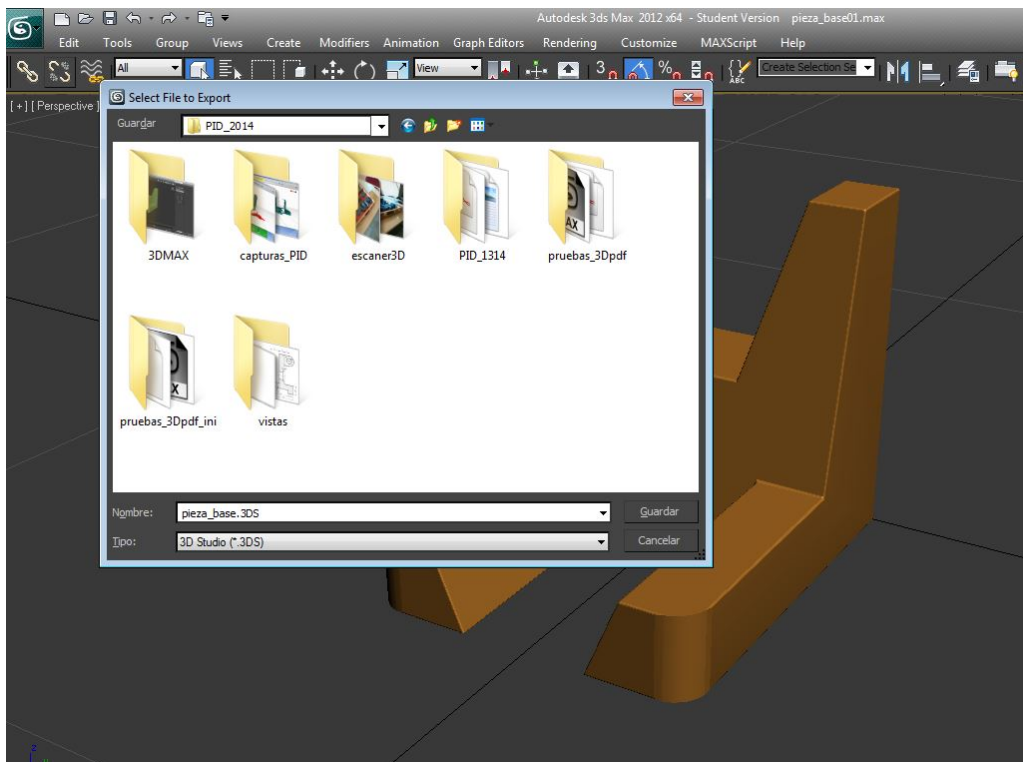 Autodesk 3ds Max 2012 x64 - Student Version pieza_base01.max
Edit Tools Group Views Create Modifiers Animation Graph Editors Rendering Customize MAXScript Help
All View 3 % ABC Create Selection Se
[ + ] [ Perspective ]
Select File to Export
Guardar PID_2014
3DMAX capturas_PID escaner3D PID_1314 pruebas_3Dpdf
pruebas_3Dpdf_ini vistas
Nombre: pieza_base.3DS Guardar
Tipo: 3D Studio (*.3DS) Cancelar
z